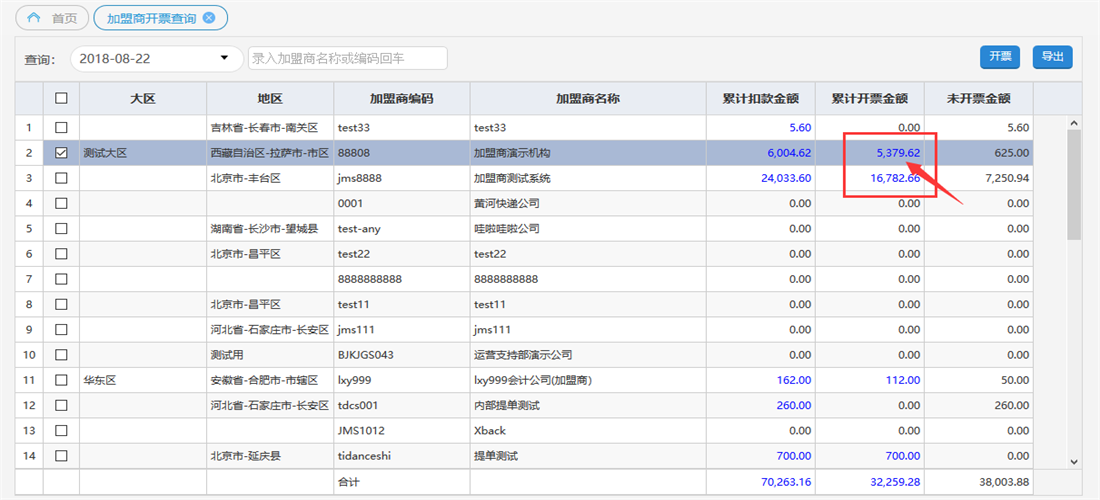 首页 加盟商开票查询
查询： 2018-08-22 录入加盟商名称或编码回车 开票 导出
大区 地区 加盟商编码 加盟商名称 累计扣款金额 累计开票金额 未开票金额
1 吉林省-长春市-南关区 test33 test33 5.60 0.00 5.60
2 测试大区 西藏自治区-拉萨市-市区 88808 加盟商演示机构 6,004.62 5,379.62 625.00
3 北京市-丰台区 jms8888 加盟商测试系统 24,033.60 16,782.66 7,250.94
4 0001 黄河快递公司 0.00 0.00 0.00
5 湖南省-长沙市-望城县 test-any 哇啦哇啦公司 0.00 0.00 0.00
6 北京市-昌平区 test22 test22 0.00 0.00 0.00
7 8888888888 8888888888 0.00 0.00 0.00
8 北京市-昌平区 test11 test11 0.00 0.00 0.00
9 河北省-石家庄市-长安区 jms111 jms111 0.00 0.00 0.00
10 测试用 BJKJGS043 运营支持部演示公司 0.00 0.00 0.00
11 华东区 安徽省-合肥市-市辖区 lxy999 lxy999会计公司(加盟商) 162.00 112.00 50.00
12 河北省-石家庄市-长安区 tdcs001 内部提单测试 260.00 0.00 260.00
13 JMS1012 Xback 0.00 0.00 0.00
14 北京市-延庆县 tidanceshi 提单测试 700.00 700.00 0.00
合计 70,263.16 32,259.28 38,003.88